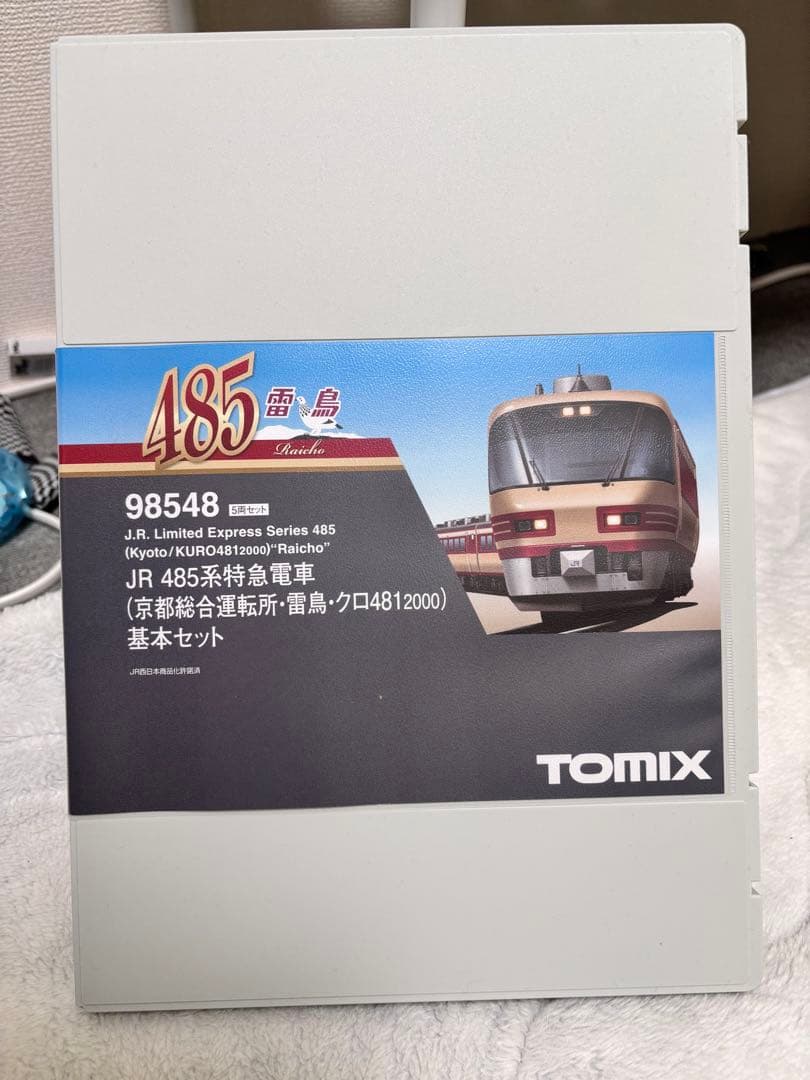 485 雷鳥
Raicho
98548 5両セット
J.R. Limited Express Series 485
(Kyoto/KURO4812000)“Raicho”
JR 485系特急電車
(京都総合運転所・雷鳥・クロ4812000)
基本セット
JR西日本商品化許諾済
JR
TOMIX